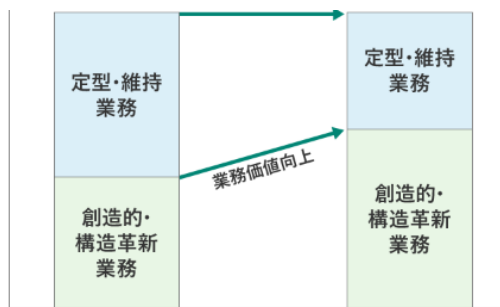 定型・維持
業務
定型・維持
業務
業務価値向上
創造的・
構造革新
業務
創造的・
構造革新
業務